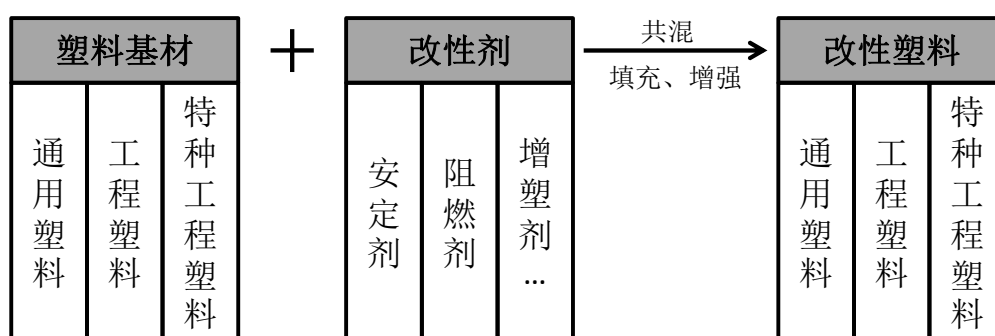 塑料基材
通用塑料
工程塑料
特种工程塑料
+
改性剂
安定剂
阻燃剂
增塑剂…
共混
填充、增强
改性塑料
通用塑料
工程塑料
特种工程塑料